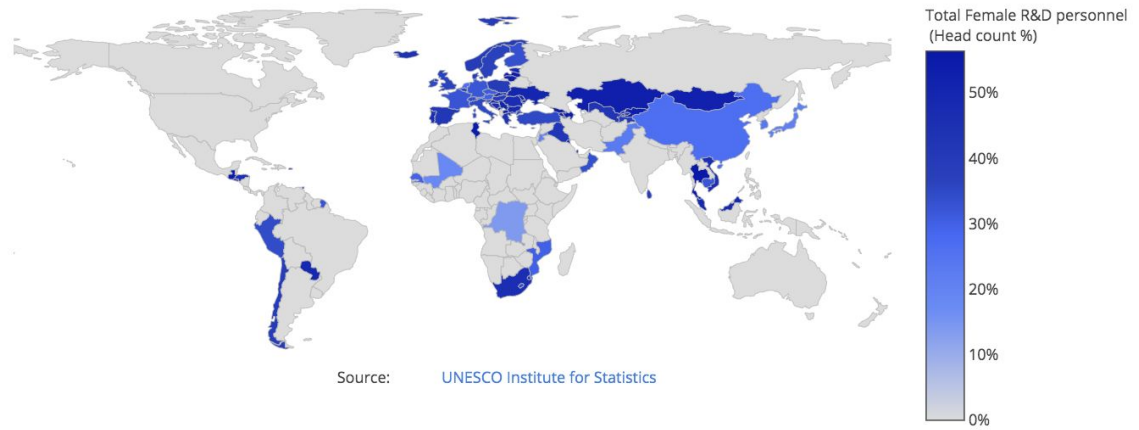 Total Female R&D personnel
(Head count %)
50%
40%
30%
20%
10%
0%
Source: UNESCO Institute for Statistics